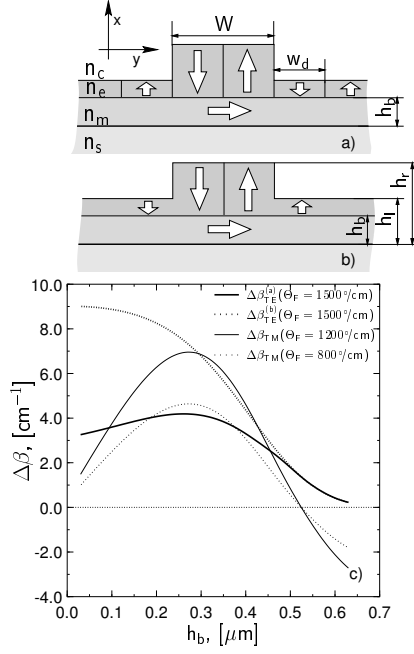 x
W
y
w_d
n_c
n_e
n_m
n_s
h_b
a)
h_r
h_l
h_b
b)
10.0
8.0
6.0
4.0
2.0
0.0
-2.0
-4.0
Δβ, [cm⁻¹]
Δβ_TE^(a)(Θ_F = 1500°/cm)
Δβ_TE^(b)(Θ_F = 1500°/cm)
Δβ_TM(Θ_F = 1200°/cm)
Δβ_TM(Θ_F = 800°/cm)
c)
0.0 0.1 0.2 0.3 0.4 0.5 0.6 0.7
h_b, [μm]